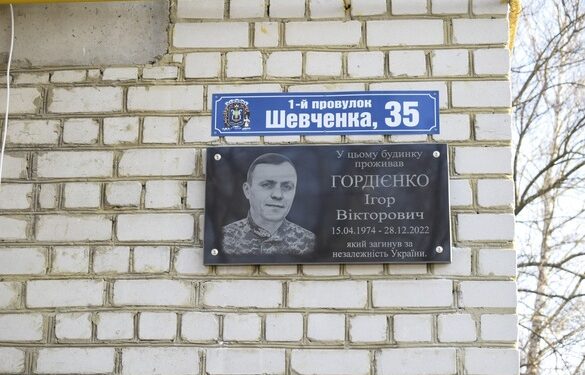 1-й провулок
Шевченка, 35
У цьому будинку
проживав
ГОРДІЄНКО
Ігор
Вікторович
15.04.1974 - 28.12.2022
який загинув за
незалежність України.